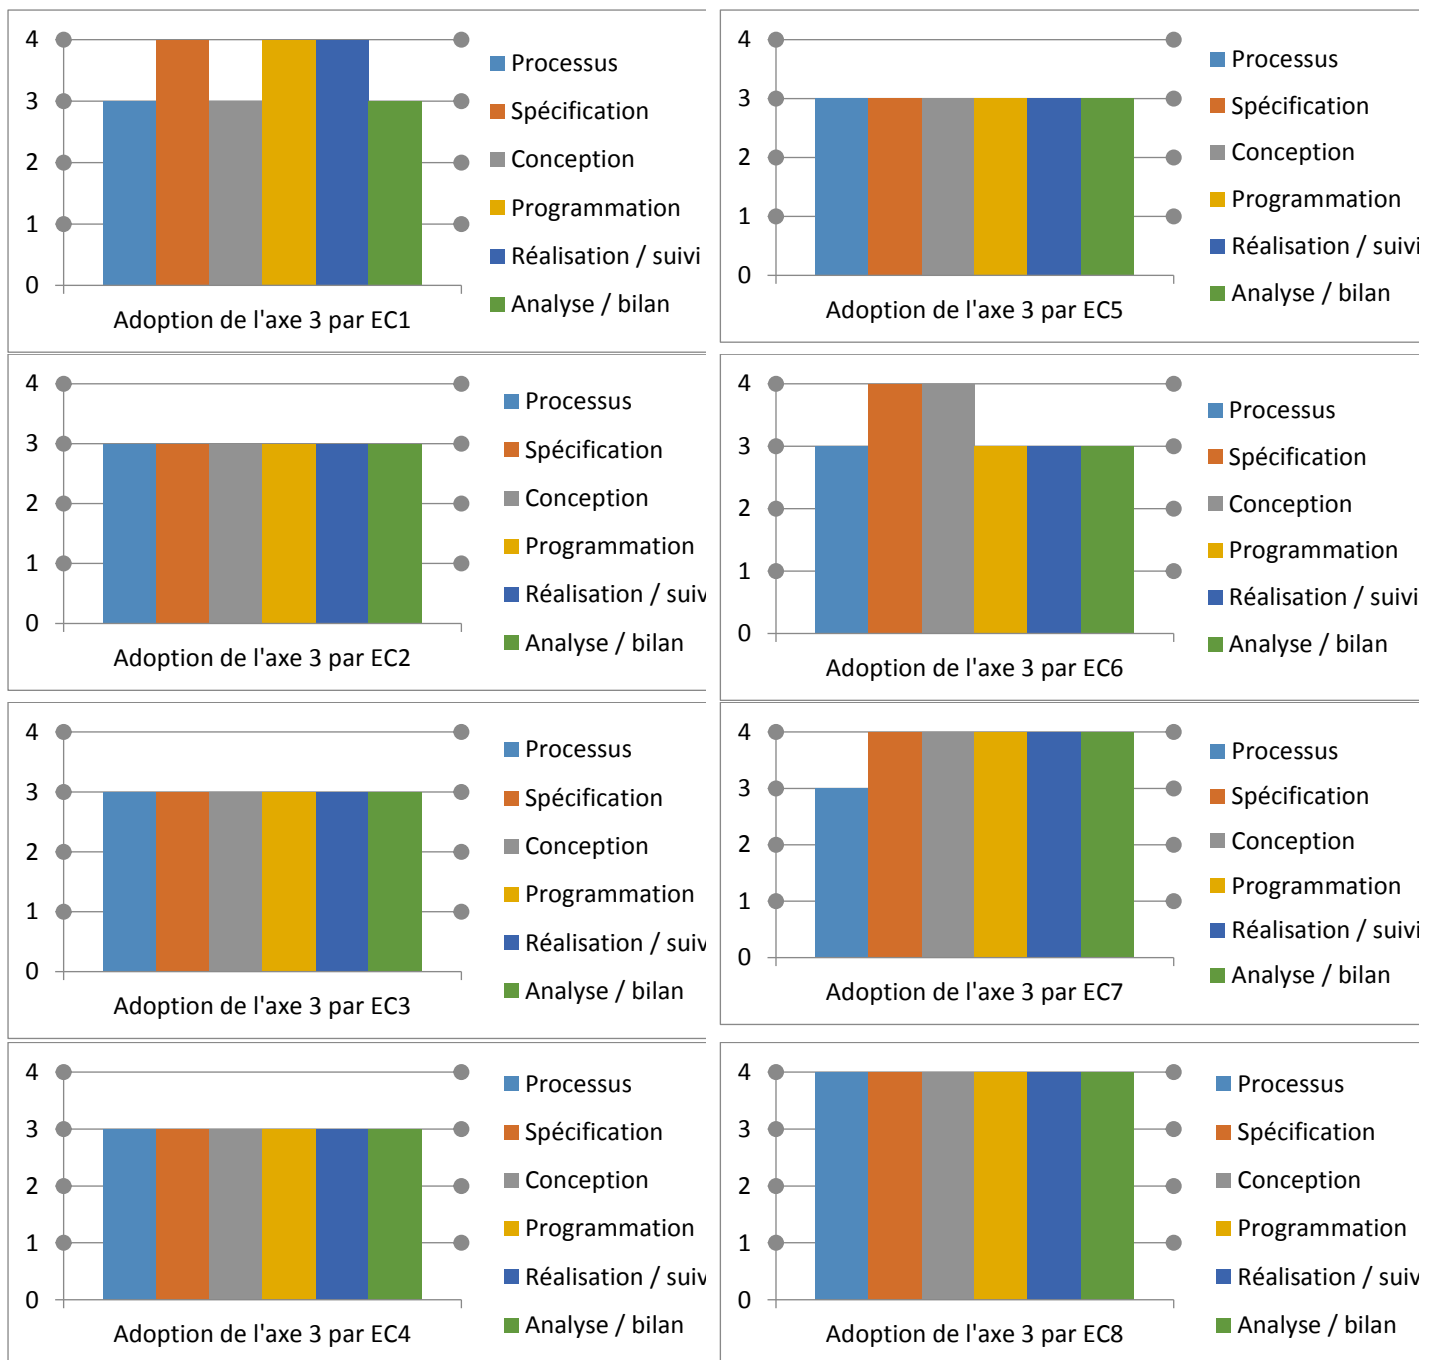 4
3
2
1
0
Processus
Spécification
Conception
Programmation
Réalisation / suivi
Analyse / bilan
Adoption de l'axe 3 par EC1
4
3
2
1
0
Processus
Spécification
Conception
Programmation
Réalisation / suivi
Analyse / bilan
Adoption de l'axe 3 par EC5
4
3
2
1
0
Processus
Spécification
Conception
Programmation
Réalisation / suiv
Analyse / bilan
Adoption de l'axe 3 par EC2
4
3
2
1
0
Processus
Spécification
Conception
Programmation
Réalisation / suivi
Analyse / bilan
Adoption de l'axe 3 par EC6
4
3
2
1
0
Processus
Spécification
Conception
Programmation
Réalisation / suiv
Analyse / bilan
Adoption de l'axe 3 par EC3
4
3
2
1
0
Processus
Spécification
Conception
Programmation
Réalisation / suivi
Analyse / bilan
Adoption de l'axe 3 par EC7
4
3
2
1
0
Processus
Spécification
Conception
Programmation
Réalisation / suiv
Analyse / bilan
Adoption de l'axe 3 par EC4
4
3
2
1
0
Processus
Spécification
Conception
Programmation
Réalisation / suiv
Analyse / bilan
Adoption de l'axe 3 par EC8